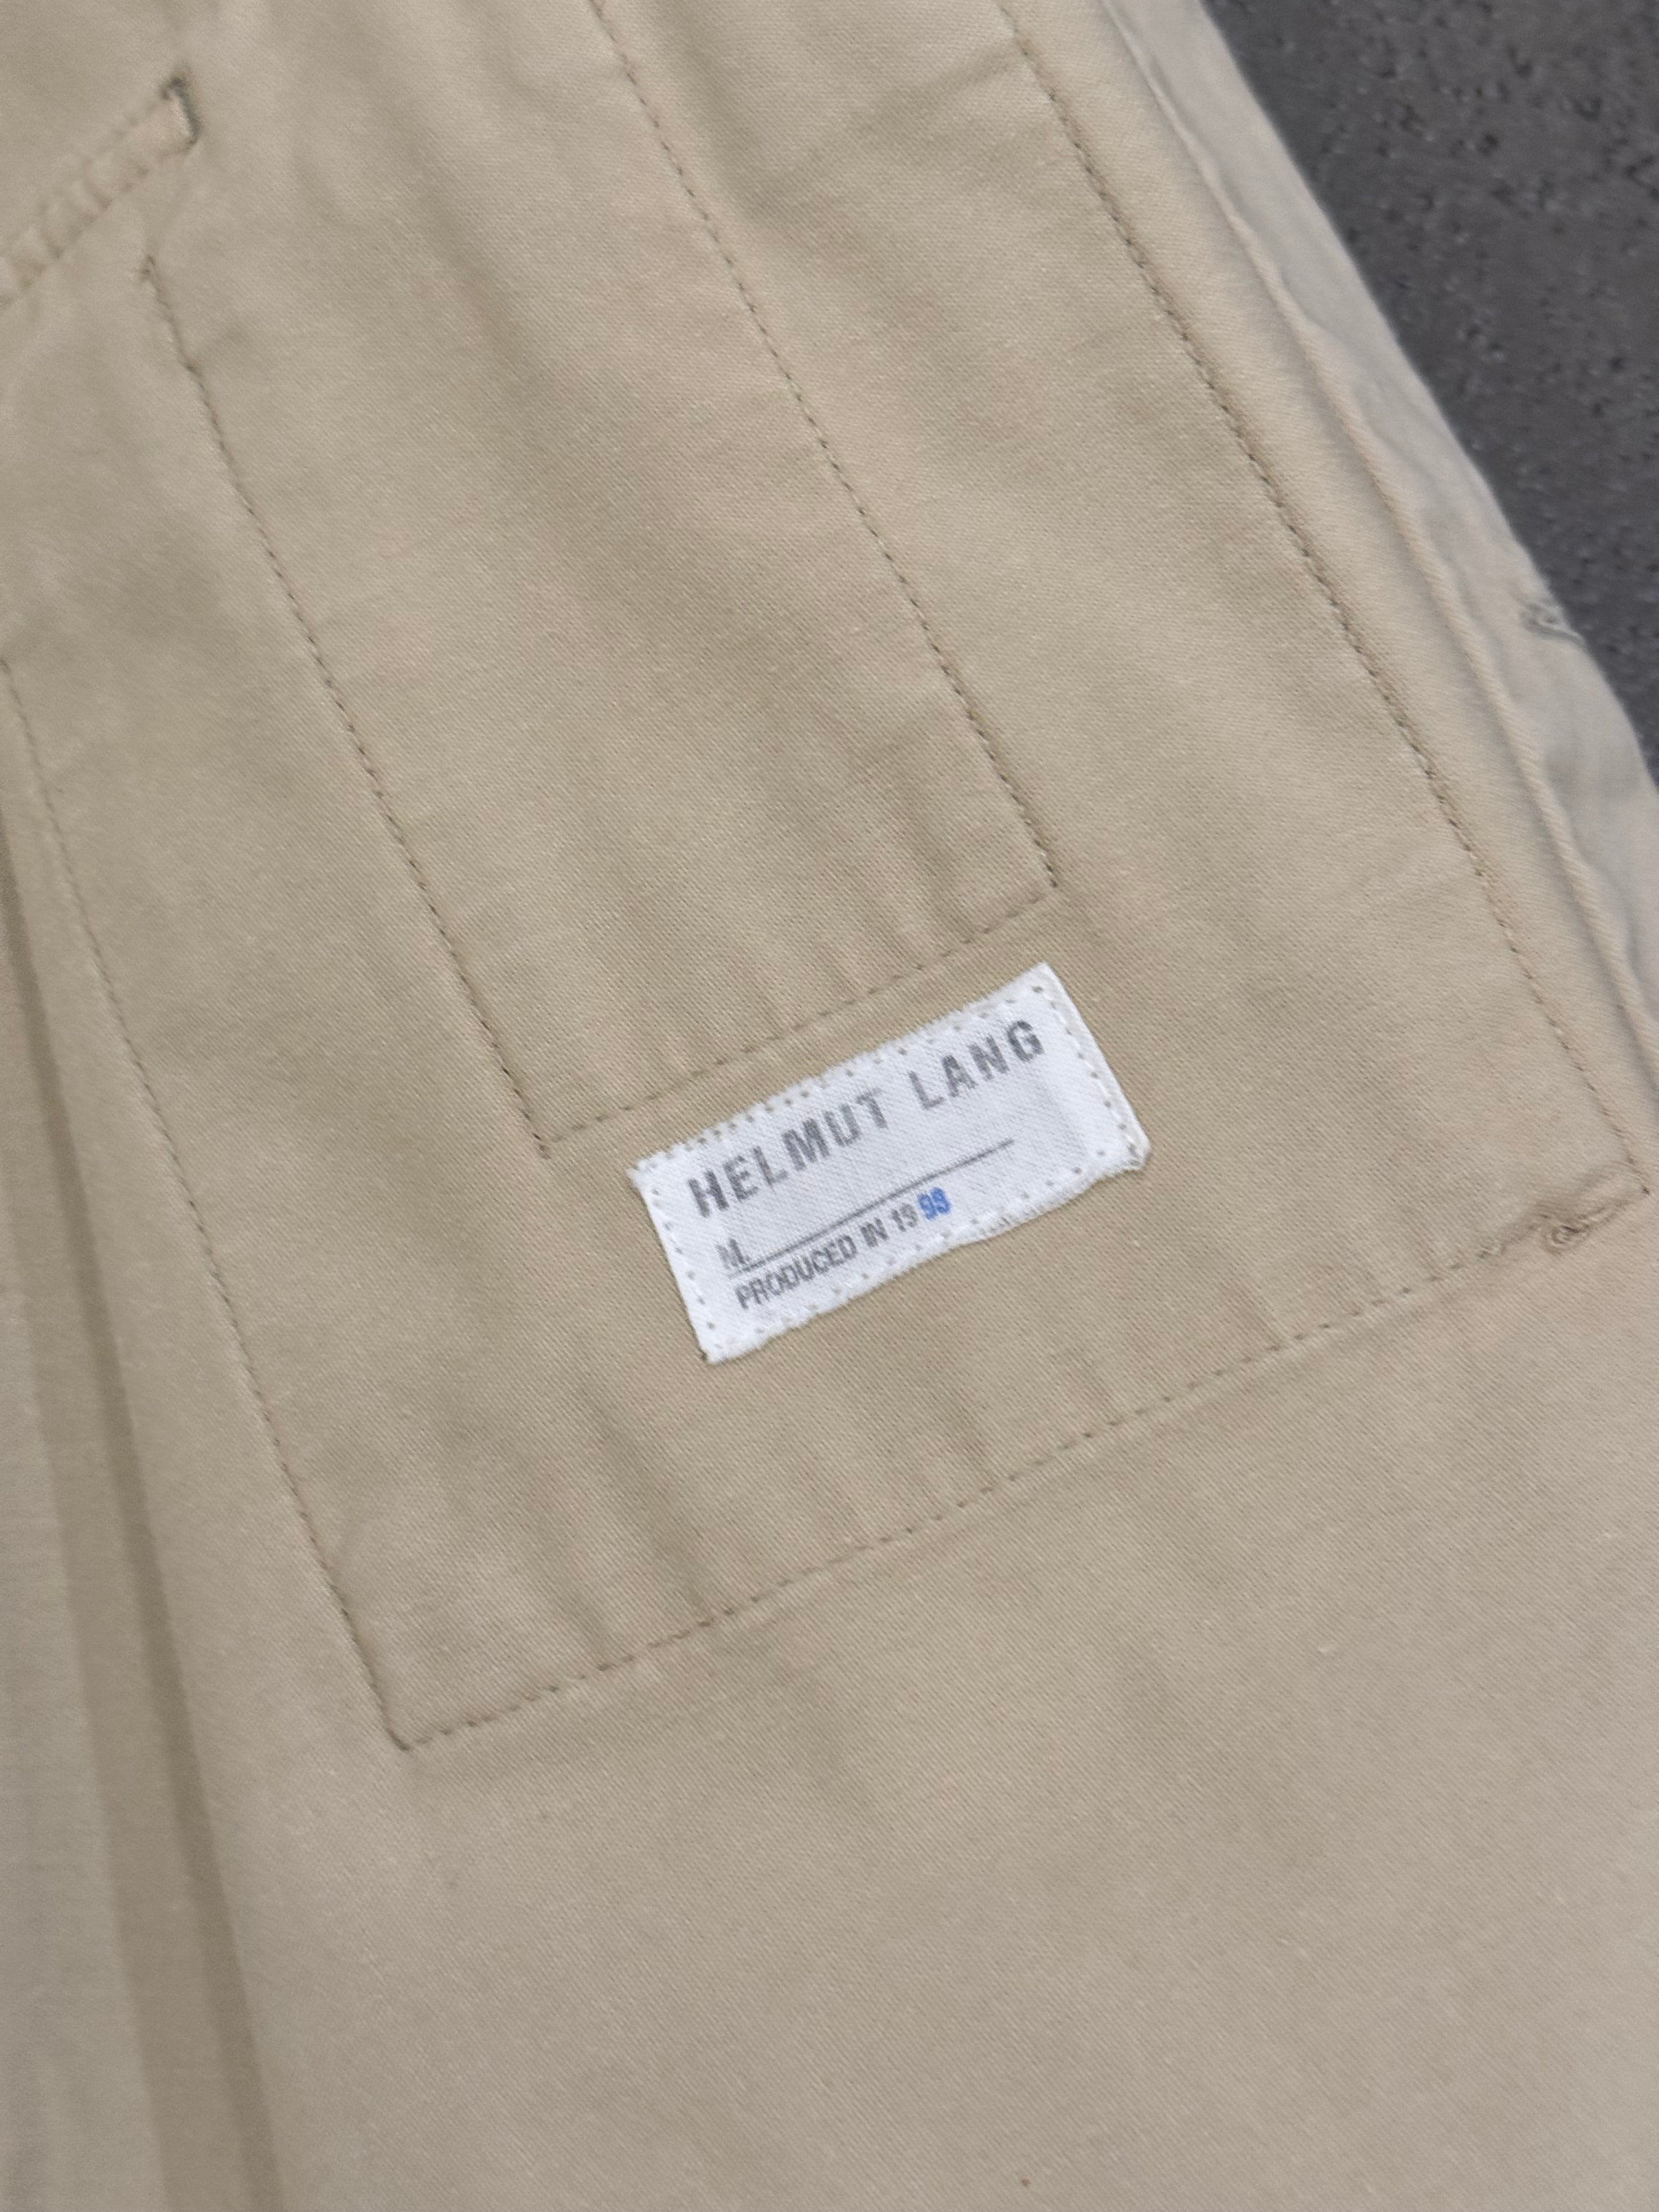 HELMUT LANG
M.
PRODUCED IN 1998